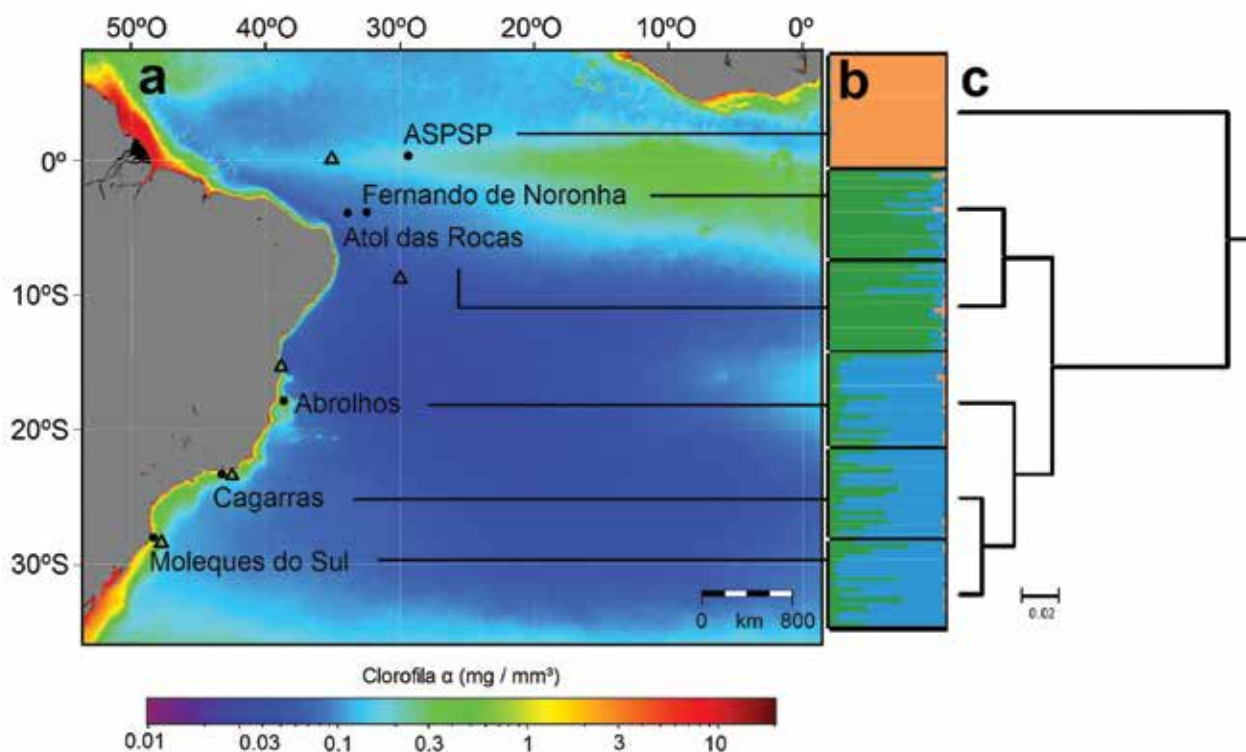 50ºO 40ºO 30ºO 20ºO 0º
a b c
ASPSP
0º
Fernando de Noronha
Atol das Rocas
10ºS
Abrolhos
20ºS
Cagarras
Moleques do Sul
30ºS
0 km 800
0.02
Clorofila α (mg / mm³)
0.01 0.03 0.1 0.3 1 3 10